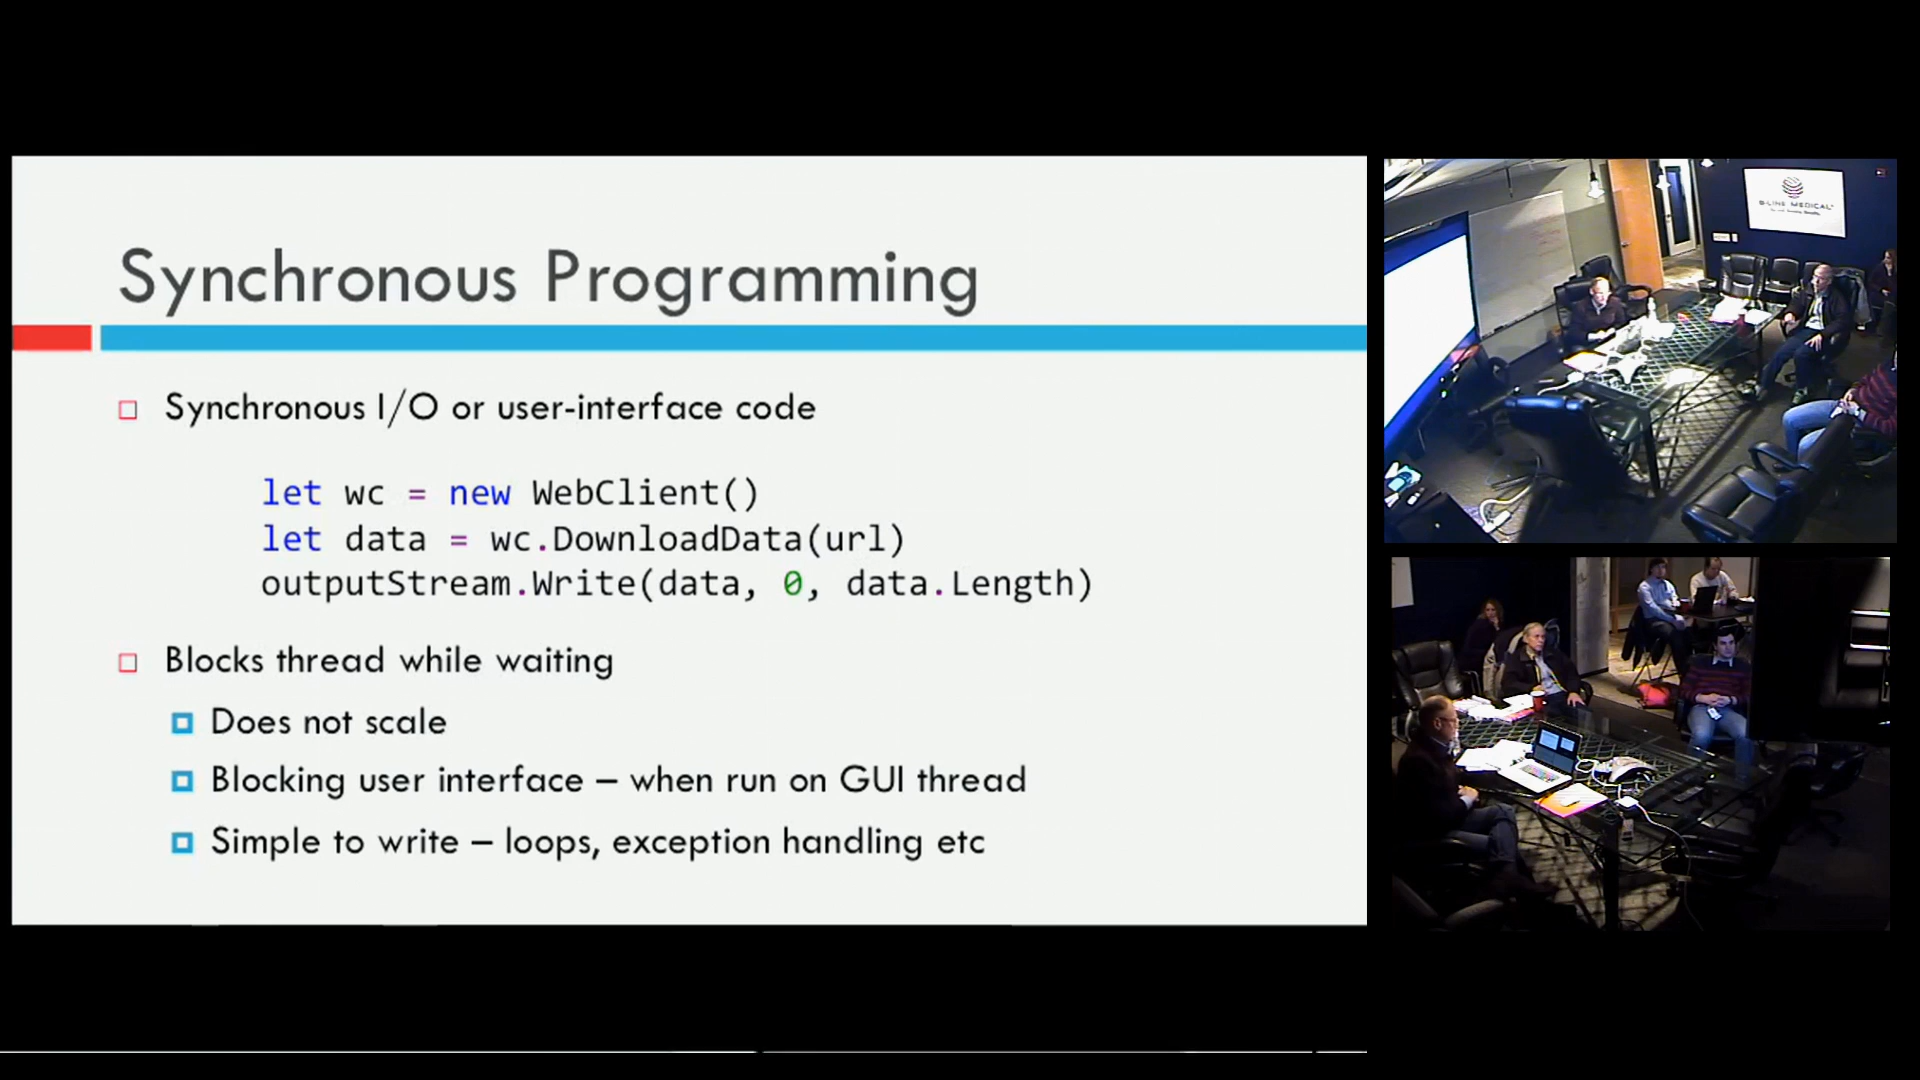 Synchronous Programming
Synchronous I/O or user-interface code
let wc = new WebClient()
let data = wc.DownloadData(url)
outputStream.Write(data, 0, data.Length)
Blocks thread while waiting
Does not scale
Blocking user interface – when run on GUI thread
Simple to write – loops, exception handling etc
B-LINE MEDICAL